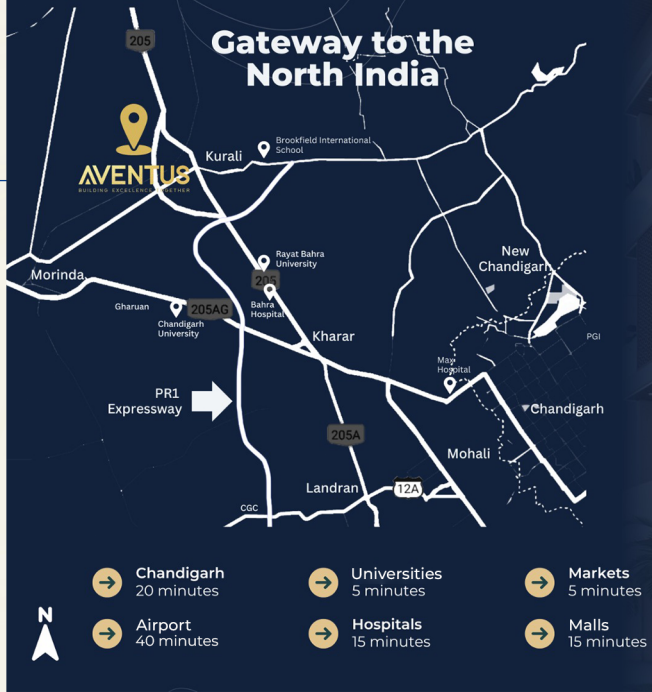 205
Gateway to the
North India
Brookfield International
School
Kurali
AVENTUS
BUILDING EXCELLENCE TOGETHER
Rayat Bahra
University
New
Chandigarh
Morinda
205
Bahra
Hospital
Gharuan
205AG
Chandigarh
University
Kharar
PGI
Max
Hospital
PR1
Expressway
Chandigarh
205A
Mohali
Landran
12A
CGC
Chandigarh
20 minutes
Universities
5 minutes
Markets
5 minutes
N
Airport
40 minutes
Hospitals
15 minutes
Malls
15 minutes